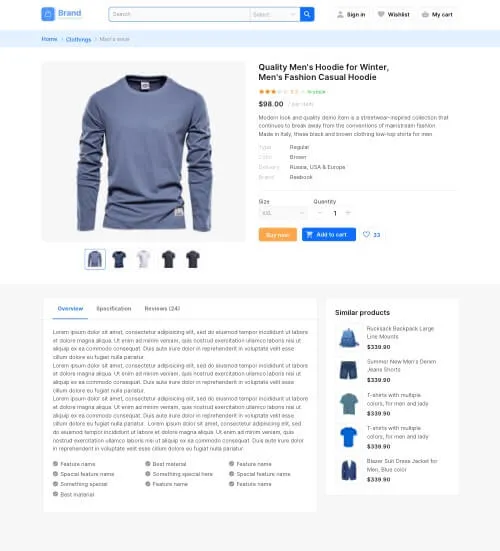 Brand
Search
Select
Sign in
Wishlist
My cart
Home > Clothings > Men's wear
Quality Men's Hoodie for Winter,
Men's Fashion Casual Hoodie
In stock
$98.00 / per item
Modern look and quality demo item is a streetwear-inspired collection that
continues to break away from the conventions of mainstream fashion.
Made in Italy, these black and brown clothing low-top shirts for men
Type Regular
Color Brown
Delivery Russia, USA & Europe
Brand Reebook
Size Quantity
XXL
− 1 +
Buy now Add to cart 33
Overview Specification Reviews (24)
Lorem ipsum dolor sit amet, consectetur adipisicing elit, sed do eiusmod tempor incididunt ut labore
et dolore magna aliqua. Ut enim ad minim veniam, quis nostrud exercitation ullamco laboris nisi ut
aliquip ex ea commodo consequat. Duis aute irure dolor in reprehenderit in voluptate velit esse
cillum dolore eu fugiat nulla pariatur.
Lorem ipsum dolor sit amet, consectetur adipisicing elit, sed do eiusmod tempor incididunt ut labore
et dolore magna aliqua. Ut enim ad minim veniam, quis nostrud exercitation ullamco laboris nisi ut
aliquip ex ea commodo consequat. Duis aute irure dolor in reprehenderit in voluptate velit esse
cillum dolore eu fugiat nulla pariatur.
Lorem ipsum dolor sit amet, consectetur adipisicing elit, sed do eiusmod tempor incididunt ut labore
et dolore magna aliqua. Ut enim ad minim veniam, quis nostrud exercitation ullamco laboris nisi ut
aliquip ex ea commodo consequat. Duis aute irure dolor in reprehenderit in voluptate velit esse
cillum dolore eu fugiat nulla pariatur. Lorem ipsum dolor sit amet, consectetur adipisicing elit, sed
do eiusmod tempor incididunt ut labore et dolore magna aliqua. Ut enim ad minim veniam, quis
nostrud exercitation ullamco laboris nisi ut aliquip ex ea commodo consequat. Duis aute irure dolor
in reprehenderit in voluptate velit esse cillum dolore eu fugiat nulla pariatur.
Feature name Best material Feature name
Special feature name Something special here Special feature name
Something special Feature name Feature name
Best material
Similar products
Rucksack Backpack Large
Line Mounts
$339.90
Summer New Men's Denim
Jeans Shorts
$339.90
T-shirts with multiple
colors, for men and lady
$339.90
T-shirts with multiple
colors, for men and lady
$339.90
Blazer Suit Dress Jacket for
Men, Blue color
$339.90